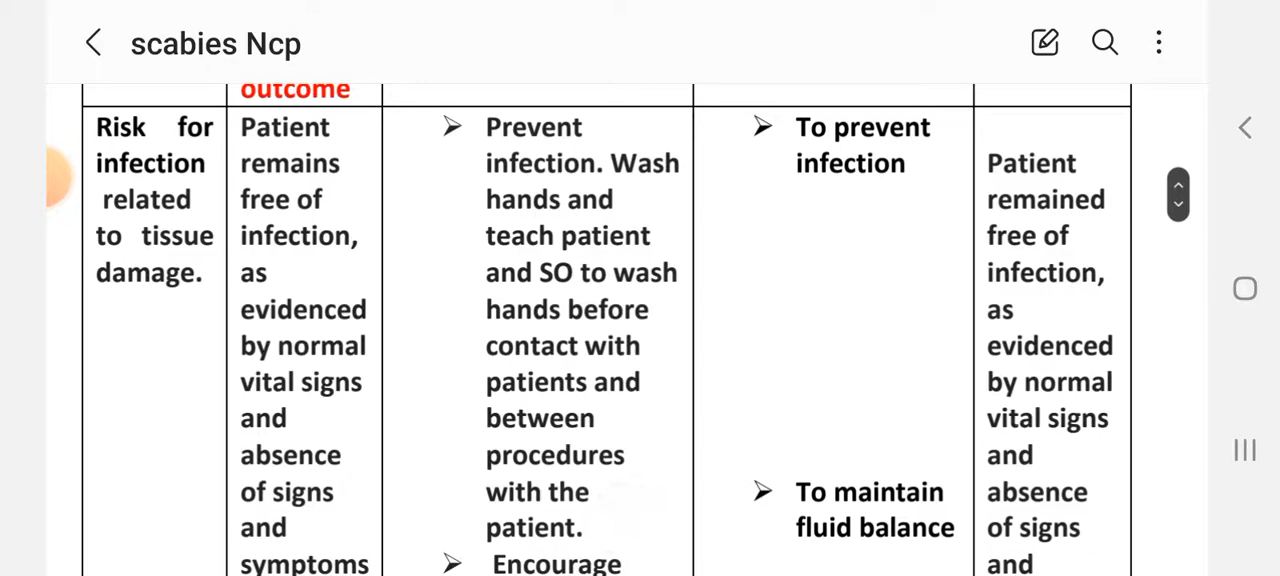 scabies Ncp
outcome
Risk for
infection
related
to tissue
damage.
Patient
remains
free of
infection,
as
evidenced
by normal
vital signs
and
absence
of signs
and
symptoms
➢ Prevent
infection. Wash
hands and
teach patient
and SO to wash
hands before
contact with
patients and
between
procedures
with the
patient.
➢ Encourage
➢ To prevent
infection
➢ To maintain
fluid balance
Patient
remained
free of
infection,
as
evidenced
by normal
vital signs
and
absence
of signs
and